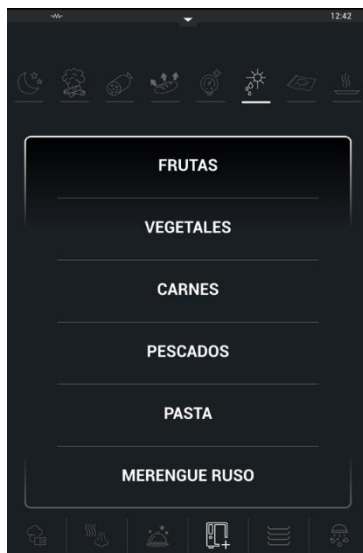 12:42
FRUTAS
VEGETALES
CARNES
PESCADOS
PASTA
MERENGUE RUSO